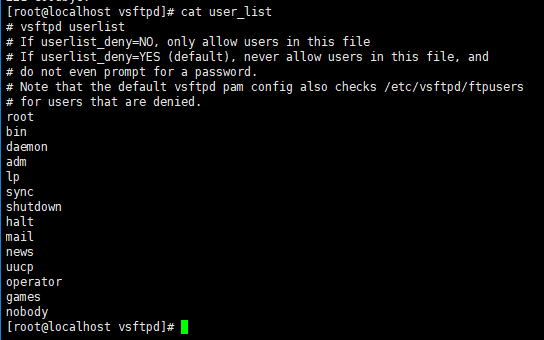 [root@localhost vsftpd]# cat user_list
# vsftpd userlist
# If userlist_deny=NO, only allow users in this file
# If userlist_deny=YES (default), never allow users in this file, and
# do not even prompt for a password.
# Note that the default vsftpd pam config also checks /etc/vsftpd/ftpusers
# for users that are denied.
root
bin
daemon
adm
lp
sync
shutdown
halt
mail
news
uucp
operator
games
nobody
[root@localhost vsftpd]#